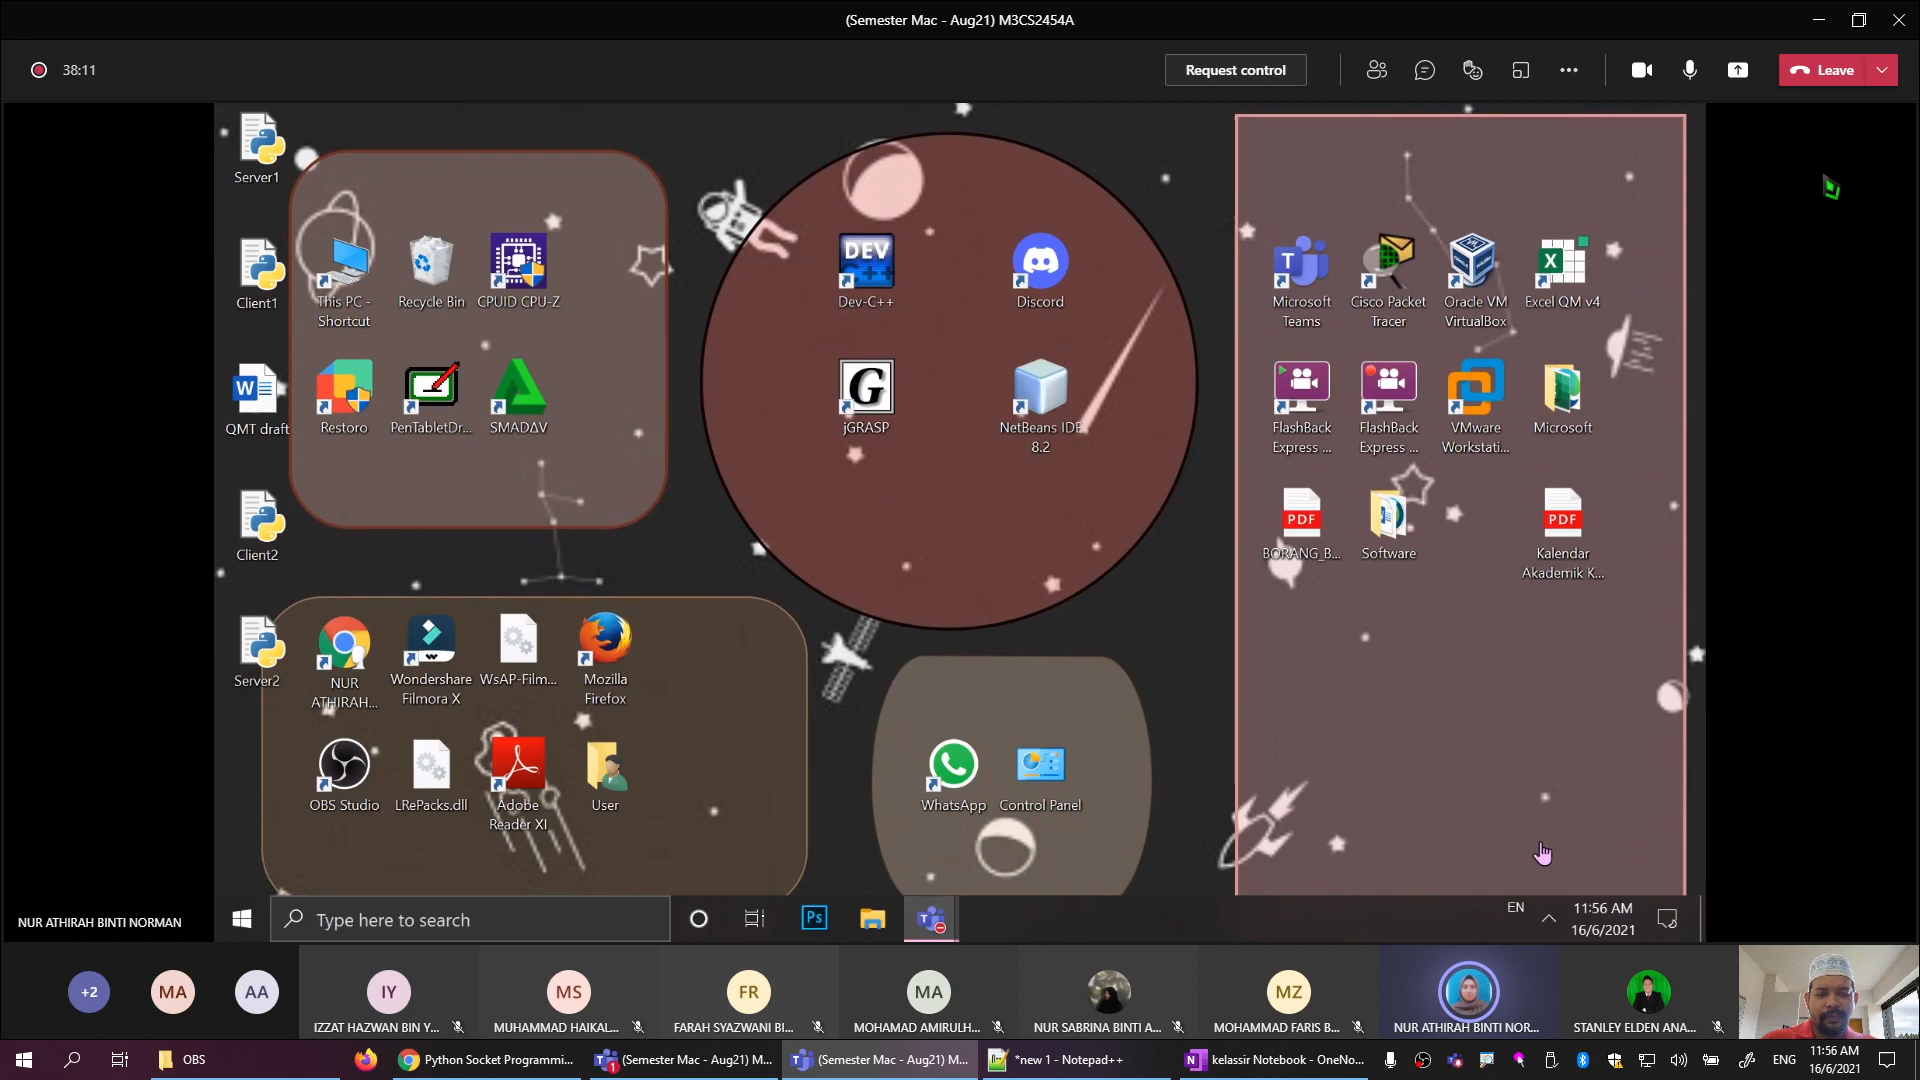 (Semester Mac - Aug21) M3CS2454A
38:11
Request control
Leave
Server1
Client1
QMT draft
Client2
Server2
This PC -
Shortcut
Recycle Bin
CPUID CPU-Z
Restoro
PenTabletDr...
SMADΔV
DEV
C++
Dev-C++
Discord
G
jGRASP
NetBeans IDE
8.2
Microsoft
Teams
Cisco Packet
Tracer
Oracle VM
VirtualBox
Excel QM v4
FlashBack
Express ...
FlashBack
Express ...
VMware
Workstati...
Microsoft
PDF
BORANG_B...
Software
PDF
Kalendar
Akademik K...
NUR
ATHIRAH...
Wondershare
Filmora X
WsAP-Film...
Mozilla
Firefox
OBS Studio
LRePacks.dll
Adobe
Reader XI
User
WhatsApp
Control Panel
NUR ATHIRAH BINTI NORMAN
Type here to search
Ps
EN
11:56 AM
16/6/2021
+2
MA
AA
IY
IZZAT HAZWAN BIN Y...
MS
MUHAMMAD HAIKAL...
FR
FARAH SYAZWANI BI...
MA
MOHAMAD AMIRULH...
NUR SABRINA BINTI A...
MZ
MOHAMMAD FARIS B...
NUR ATHIRAH BINTI NOR...
STANLEY ELDEN ANA...
OBS
Python Socket Programmi...
(Semester Mac - Aug21) M...
(Semester Mac - Aug21) M...
*new 1 - Notepad++
kelassir Notebook - OneNo...
ENG
11:56 AM
16/6/2021